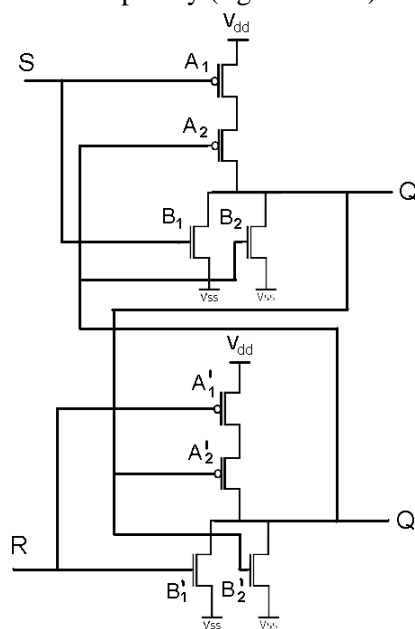 V_dd
S
A_1
A_2
Q
B_1
B_2
Vss
Vss
V_dd
A'_1
A'_2
Q
R
B'_1
B'_2
Vss
Vss